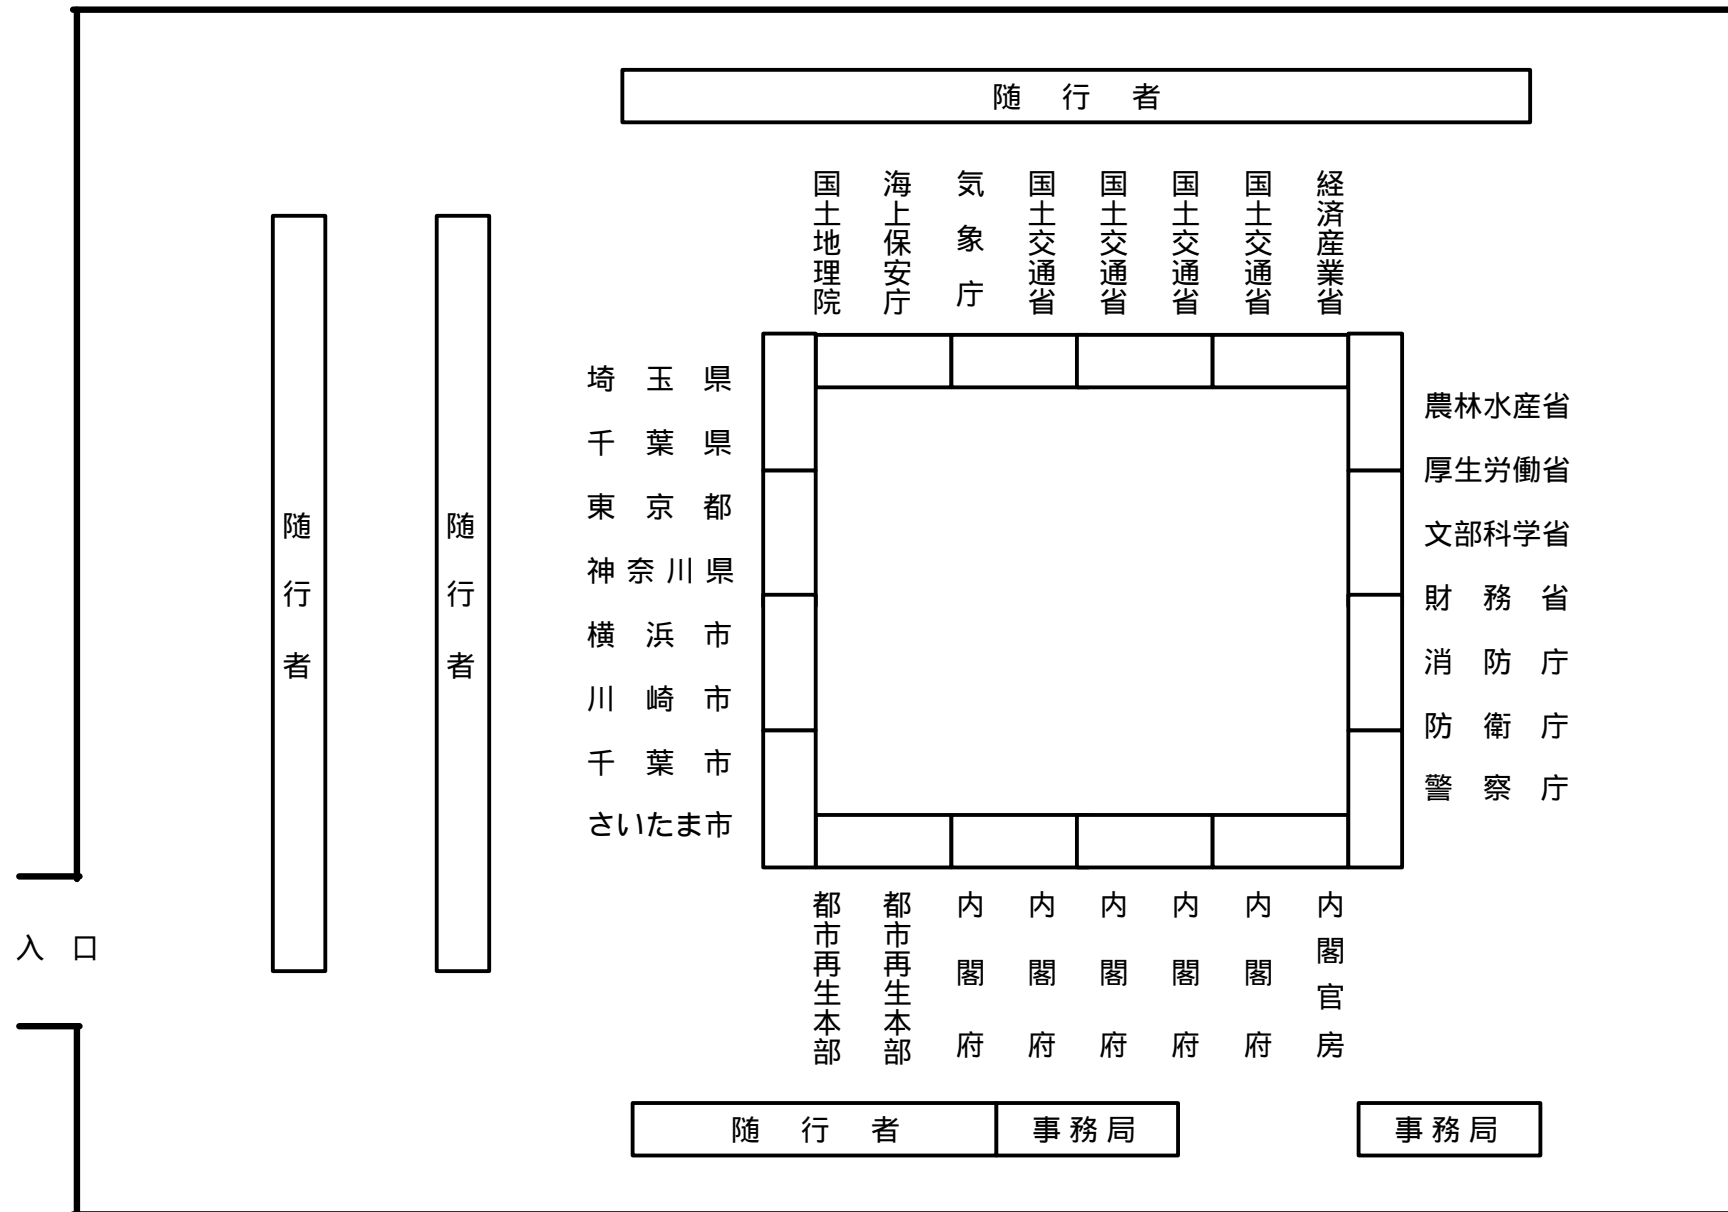 随行者
国土地理院
海上保安庁
気象庁
国土交通省
国土交通省
国土交通省
国土交通省
経済産業省
埼玉県
千葉県
東京都
神奈川県
横浜市
川崎市
千葉市
さいたま市
農林水産省
厚生労働省
文部科学省
財務省
消防庁
防衛庁
警察庁
随行者
随行者
入口
都市再生本部
都市再生本部
内閣府
内閣府
内閣府
内閣府
内閣府
内閣官房
随行者
事務局
事務局